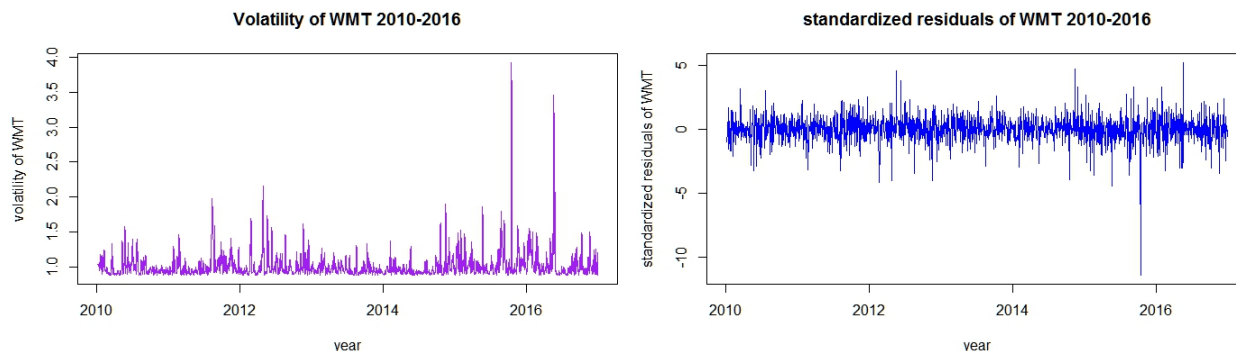 Volatility of WMT 2010-2016
volatility of WMT
4.0
3.5
3.0
2.5
2.0
1.5
1.0
2010 2012 2014 2016
year
standardized residuals of WMT 2010-2016
standardized residuals of WMT
5
0
-5
-10
2010 2012 2014 2016
year